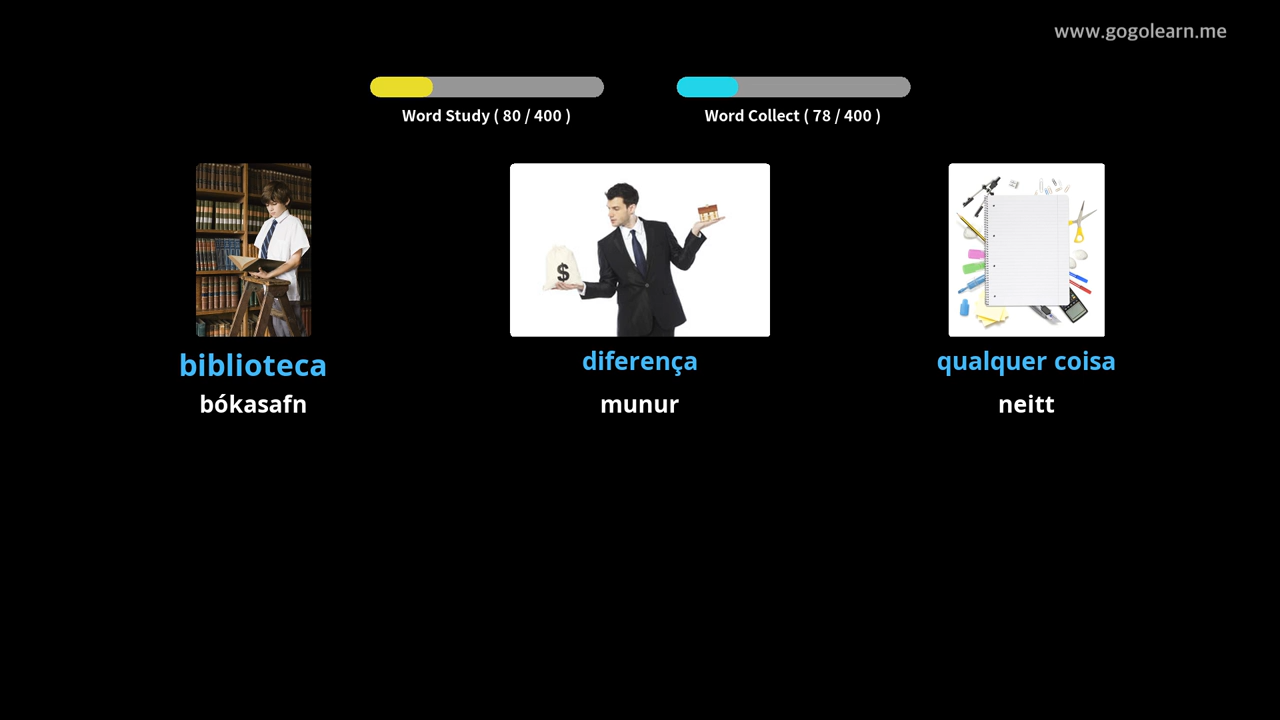 www.gogolearn.me
Word Study ( 80 / 400 )
Word Collect ( 78 / 400 )
$
biblioteca
diferença
qualquer coisa
bókasafn
munur
neitt